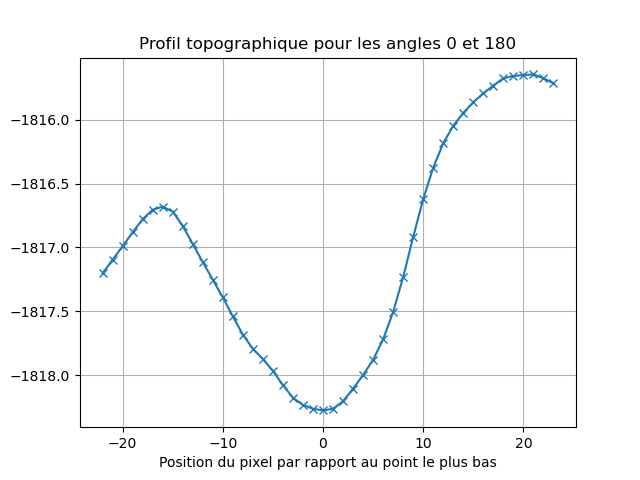 Profil topographique pour les angles 0 et 180
−1816.0
−1816.5
−1817.0
−1817.5
−1818.0
−20 −10 0 10 20
Position du pixel par rapport au point le plus bas